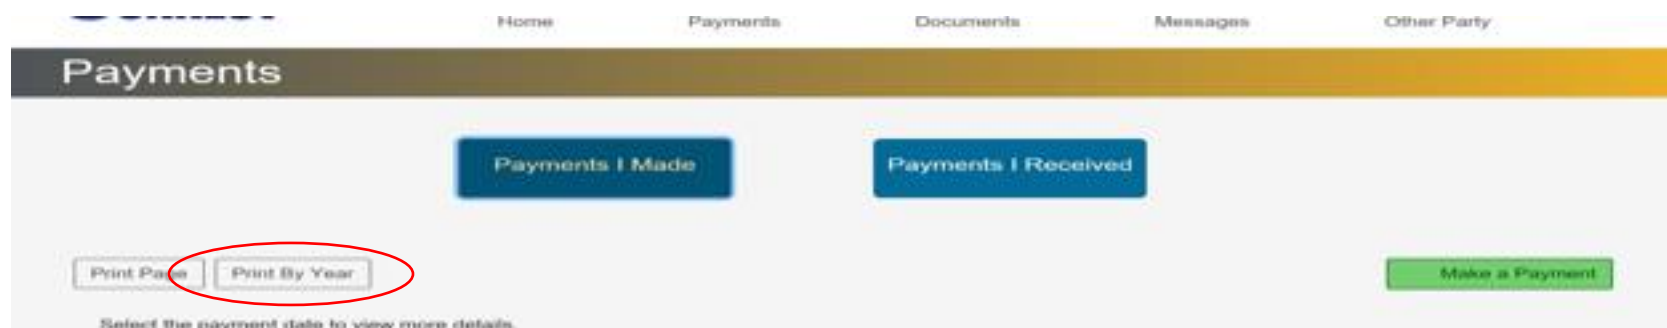 Home Payments Documents Messages Other Party
Payments
Payments I Made Payments I Received
Print Page Print By Year Make a Payment
Select the payment date to view more details.